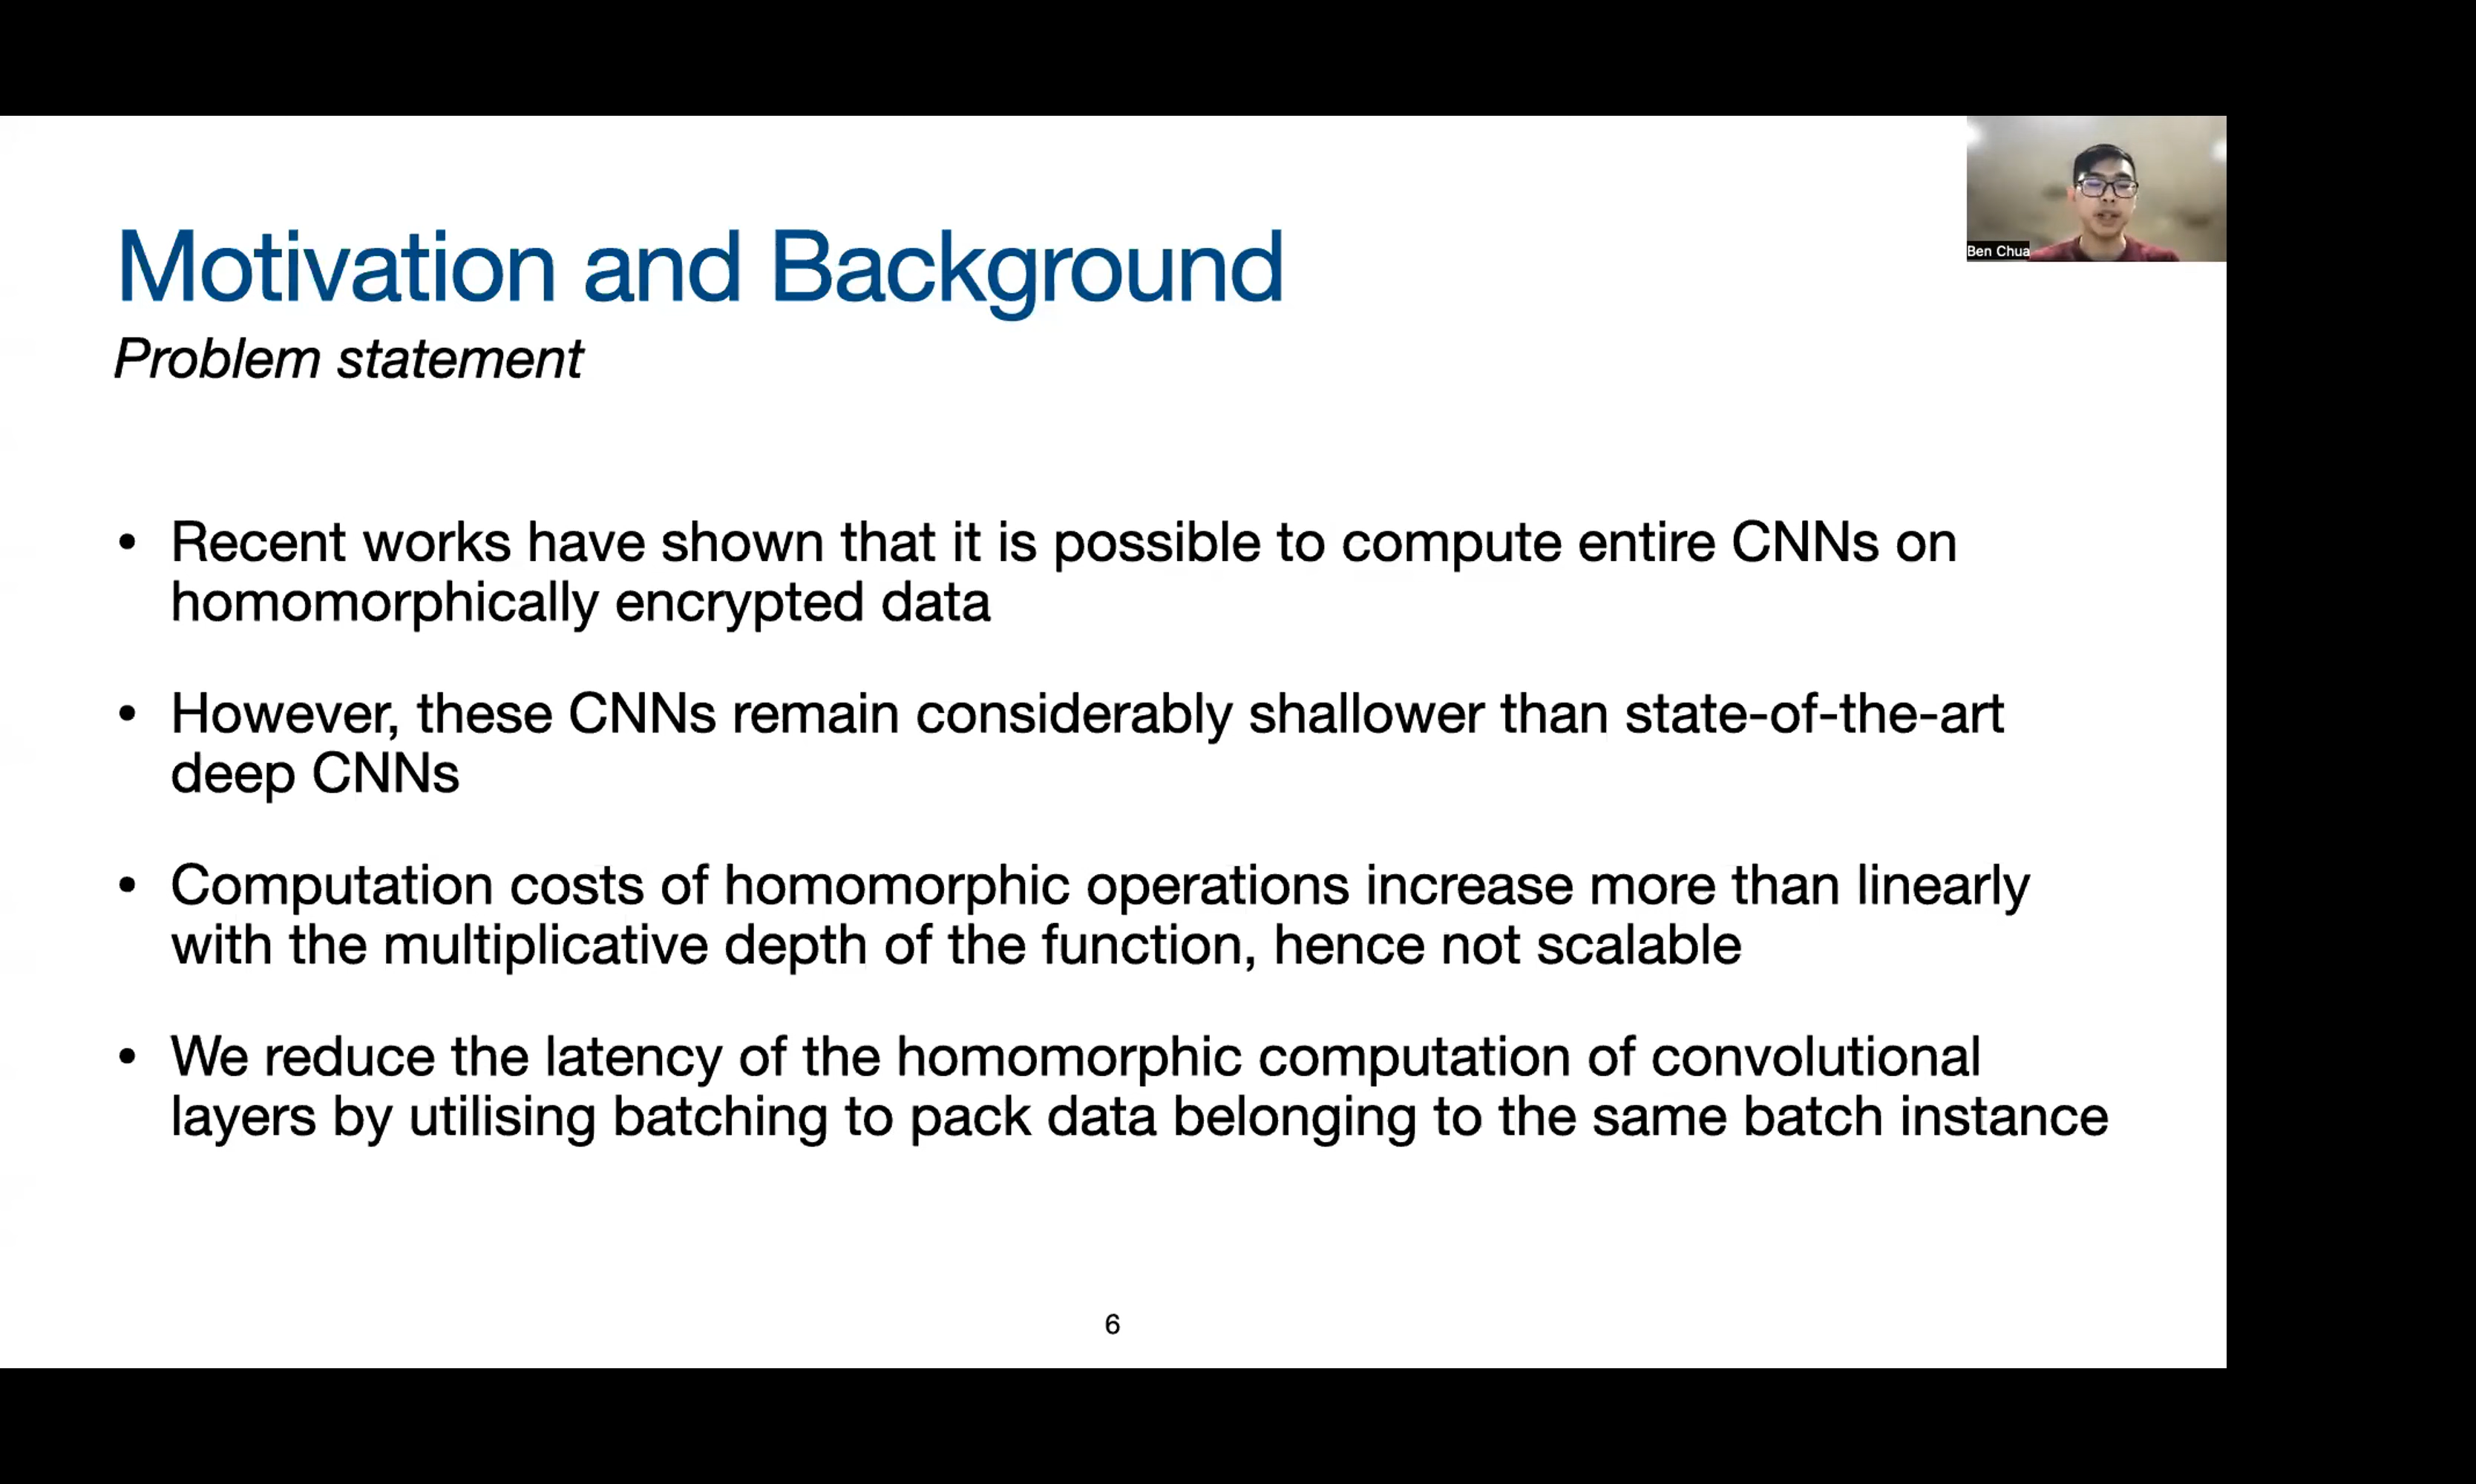 Ben Chua
Motivation and Background
Problem statement
• Recent works have shown that it is possible to compute entire CNNs on
homomorphically encrypted data
• However, these CNNs remain considerably shallower than state-of-the-art
deep CNNs
• Computation costs of homomorphic operations increase more than linearly
with the multiplicative depth of the function, hence not scalable
• We reduce the latency of the homomorphic computation of convolutional
layers by utilising batching to pack data belonging to the same batch instance
6